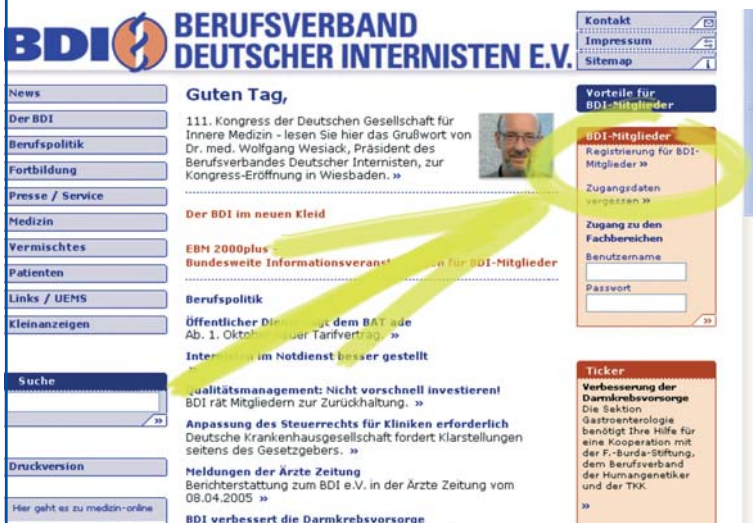 BDI BERUFSVERBAND
DEUTSCHER INTERNISTEN E.V.
Kontakt
Impressum
Sitemap
News
Der BDI
Berufspolitik
Fortbildung
Presse / Service
Medizin
Vermischtes
Patienten
Links / UEMS
Kleinanzeigen
Suche
Druckversion
Hier geht es zu medizin-online
Guten Tag,
111. Kongress der Deutschen Gesellschaft für
Innere Medizin - lesen Sie hier das Grußwort von
Dr. med. Wolfgang Wesiack, Präsident des
Berufsverbandes Deutscher Internisten, zur
Kongress-Eröffnung in Wiesbaden. »
Der BDI im neuen Kleid
EBM 2000plus -
Bundesweite für BDI-Mitglieder
Berufspolitik
Öffentlicher dem BAT ade
Ab. 1. Oktober neuer Tarifvertrag. »
Internisten im Notdienst besser gestellt
»
Qualitätsmanagement: Nicht vorschnell investieren!
BDI rät Mitgliedern zur Zurückhaltung. »
Anpassung des Steuerrechts für Kliniken erforderlich
Deutsche Krankenhausgesellschaft fordert Klarstellungen
seitens des Gesetzgebers. »
Meldungen der Ärzte Zeitung
Berichterstattung zum BDI e.V. in der Ärzte Zeitung vom
08.04.2005 »
BDI verbessert die Darmkrebsvorsorge
Vorteile für
BDI-Mitglieder
BDI-Mitglieder
Registrierung für BDI-
Mitglieder »
Zugangsdaten
vergessen »
Zugang zu den
Fachbereichen
Benutzername
Passwort
»
Ticker
Verbesserung der
Darmkrebsvorsorge
Die Sektion
Gastroenterologie
benötigt Ihre Hilfe für
eine Kooperation mit
der F.-Burda-Stiftung,
dem Berufsverband
der Humangenetiker
und der TKK
»